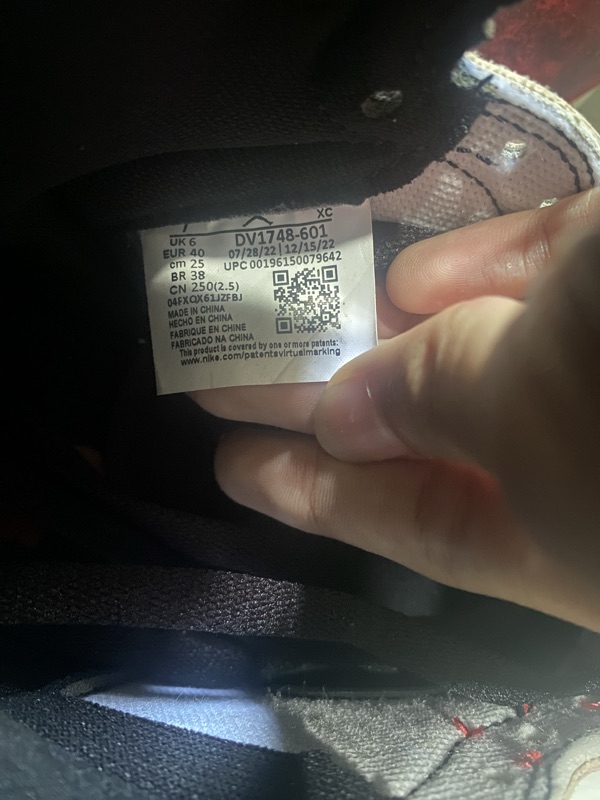 XC
UK 6
EUR 40
cm 25
BR 38
CN 250(2.5)
DV1748-601
07/28/22 | 12/15/22
UPC 00196150079642
04FXQX61JZFBJ
MADE IN CHINA
HECHO EN CHINA
FABRIQUE EN CHINE
FABRICADO NA CHINA
This product is covered by one or more patents:
www.nike.com/patentsvirtualmarking